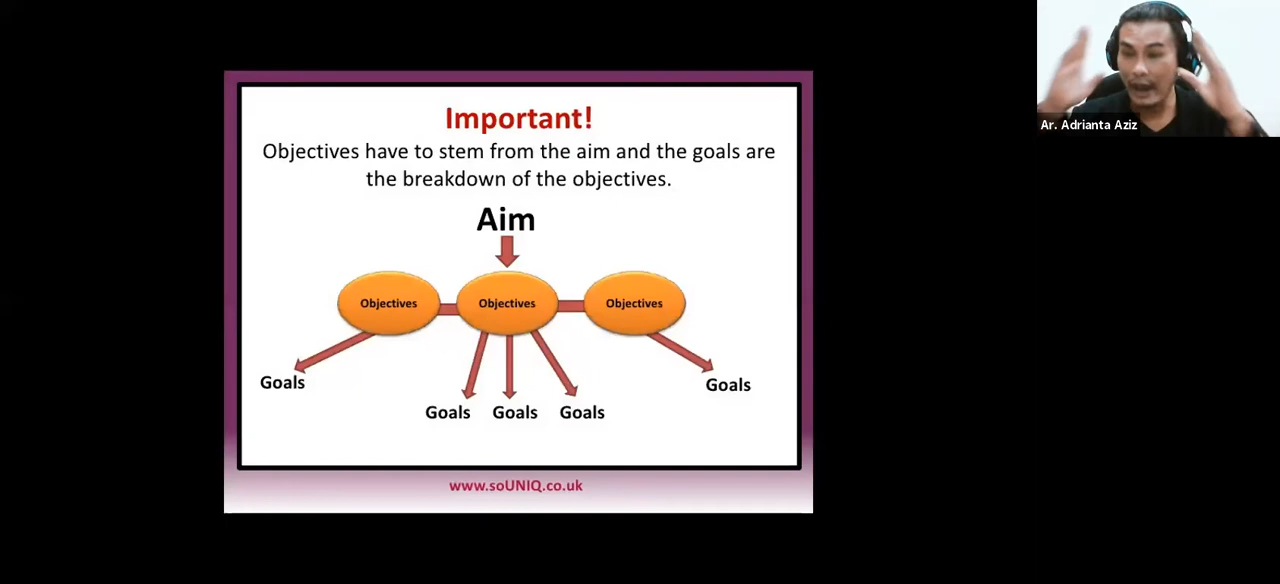 Important!
Objectives have to stem from the aim and the goals are
the breakdown of the objectives.
Aim
Objectives
Objectives
Objectives
Goals
Goals
Goals
Goals
Goals
www.soUNIQ.co.uk
Ar. Adrianta Aziz